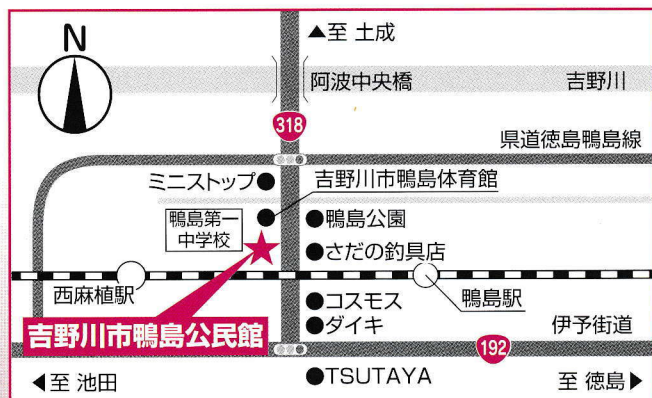 N
▲至 土成
阿波中央橋
吉野川
318
県道徳島鴨島線
ミニストップ●
吉野川市鴨島体育館
鴨島第一
中学校
●鴨島公園
●さだの釣具店
西麻植駅
鴨島駅
●コスモス
●ダイキ
吉野川市鴨島公民館
伊予街道
192
◀至 池田
●TSUTAYA
至 徳島▶